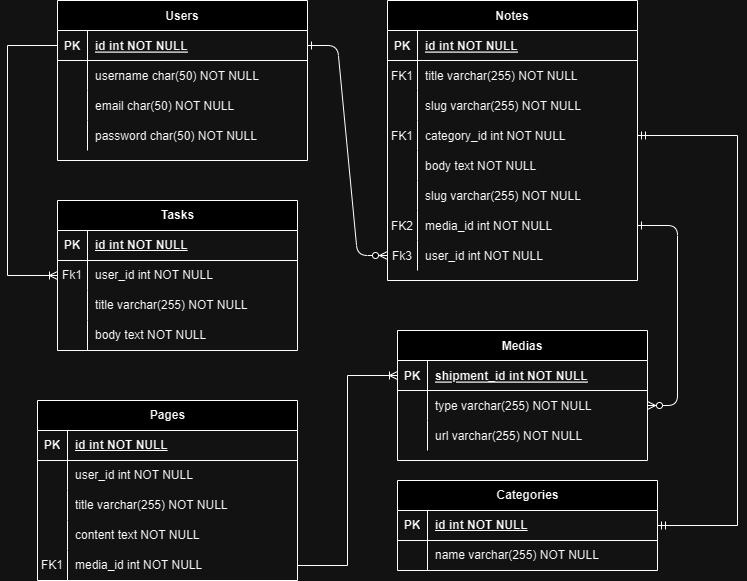 Users
PK id int NOT NULL
username char(50) NOT NULL
email char(50) NOT NULL
password char(50) NOT NULL
Notes
PK id int NOT NULL
FK1 title varchar(255) NOT NULL
slug varchar(255) NOT NULL
FK1 category_id int NOT NULL
body text NOT NULL
slug varchar(255) NOT NULL
FK2 media_id int NOT NULL
Fk3 user_id int NOT NULL
Tasks
PK id int NOT NULL
Fk1 user_id int NOT NULL
title varchar(255) NOT NULL
body text NOT NULL
Medias
PK shipment_id int NOT NULL
type varchar(255) NOT NULL
url varchar(255) NOT NULL
Pages
PK id int NOT NULL
user_id int NOT NULL
title varchar(255) NOT NULL
content text NOT NULL
FK1 media_id int NOT NULL
Categories
PK id int NOT NULL
name varchar(255) NOT NULL